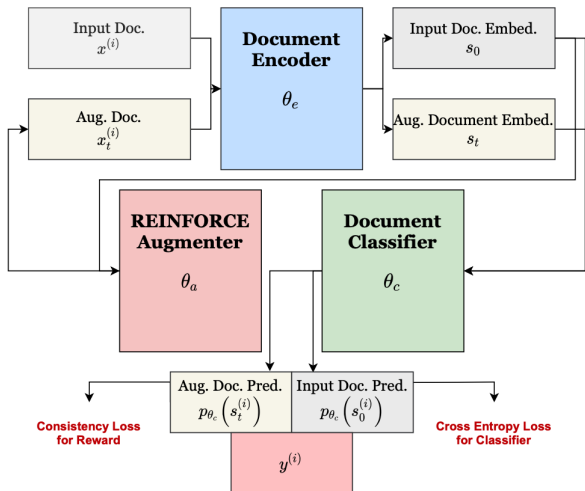 Input Doc.
x^{(i)}
Document
Encoder
θ_e
Input Doc. Embed.
s_0
Aug. Doc.
x_t^{(i)}
Aug. Document Embed.
s_t
REINFORCE
Augmenter
θ_a
Document
Classifier
θ_c
Aug. Doc. Pred.
p_{θ_c}(s_t^{(i)})
Input Doc. Pred.
p_{θ_c}(s_0^{(i)})
Consistency Loss
for Reward
Cross Entropy Loss
for Classifier
y^{(i)}